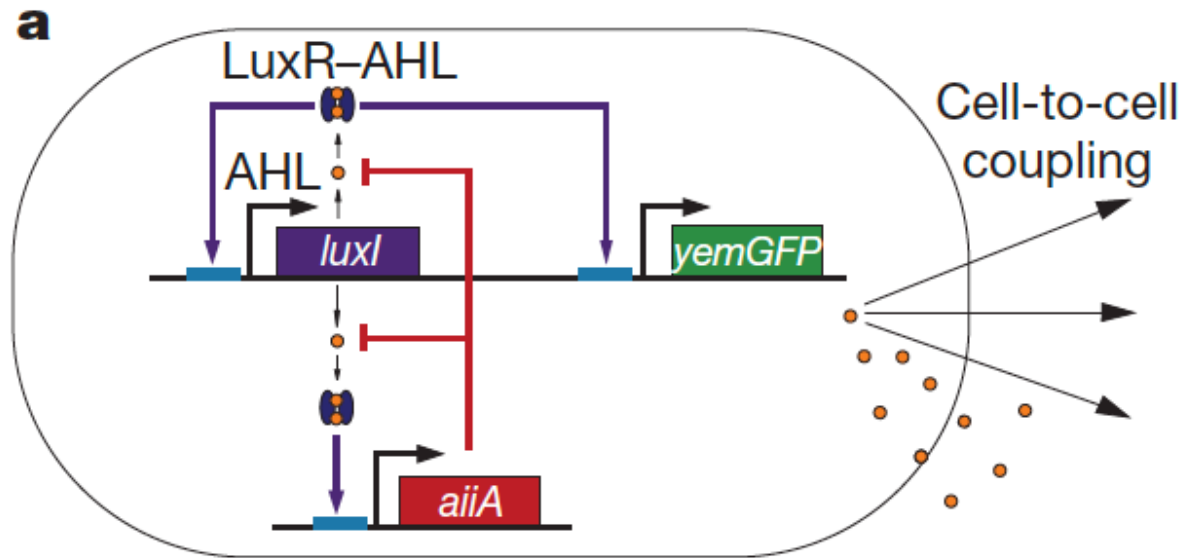 a
LuxR–AHL
Cell-to-cell
coupling
AHL
luxI
yemGFP
aiiA